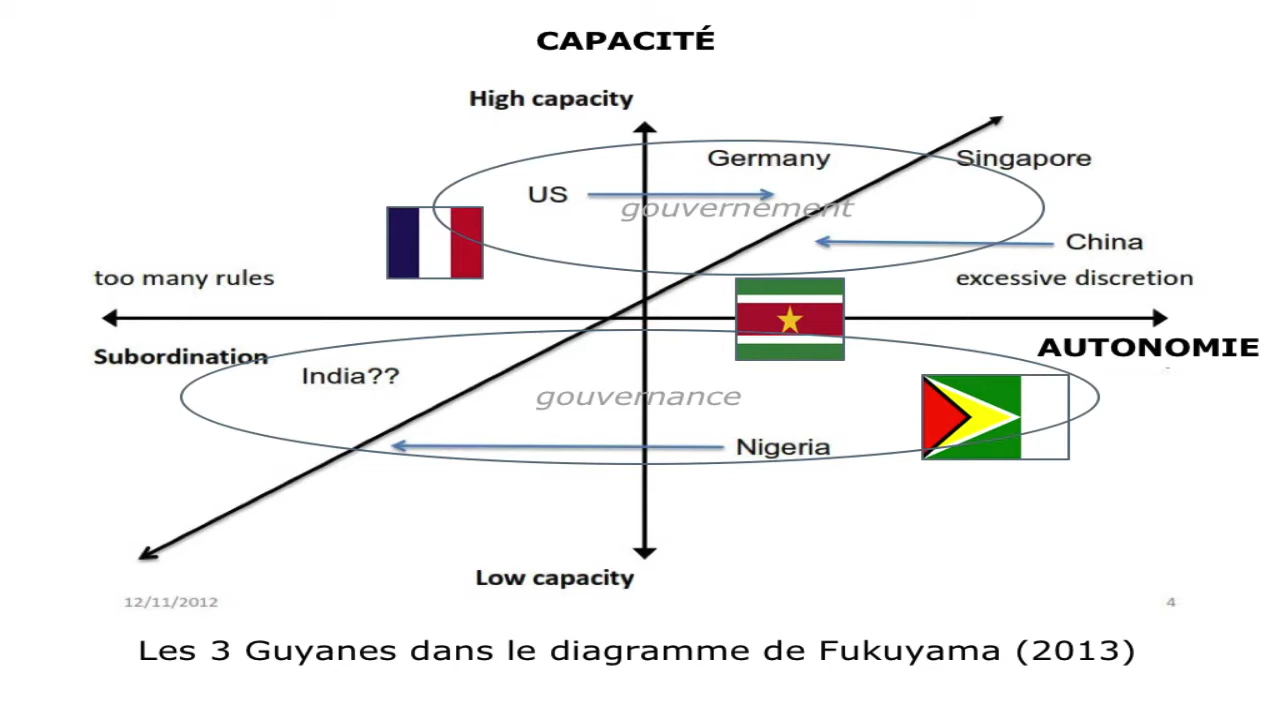 CAPACITÉ
High capacity
Germany
Singapore
US
gouvernement
China
too many rules
excessive discretion
Subordination
AUTONOMIE
India??
gouvernance
Nigeria
Low capacity
12/11/2012
4
Les 3 Guyanes dans le diagramme de Fukuyama (2013)